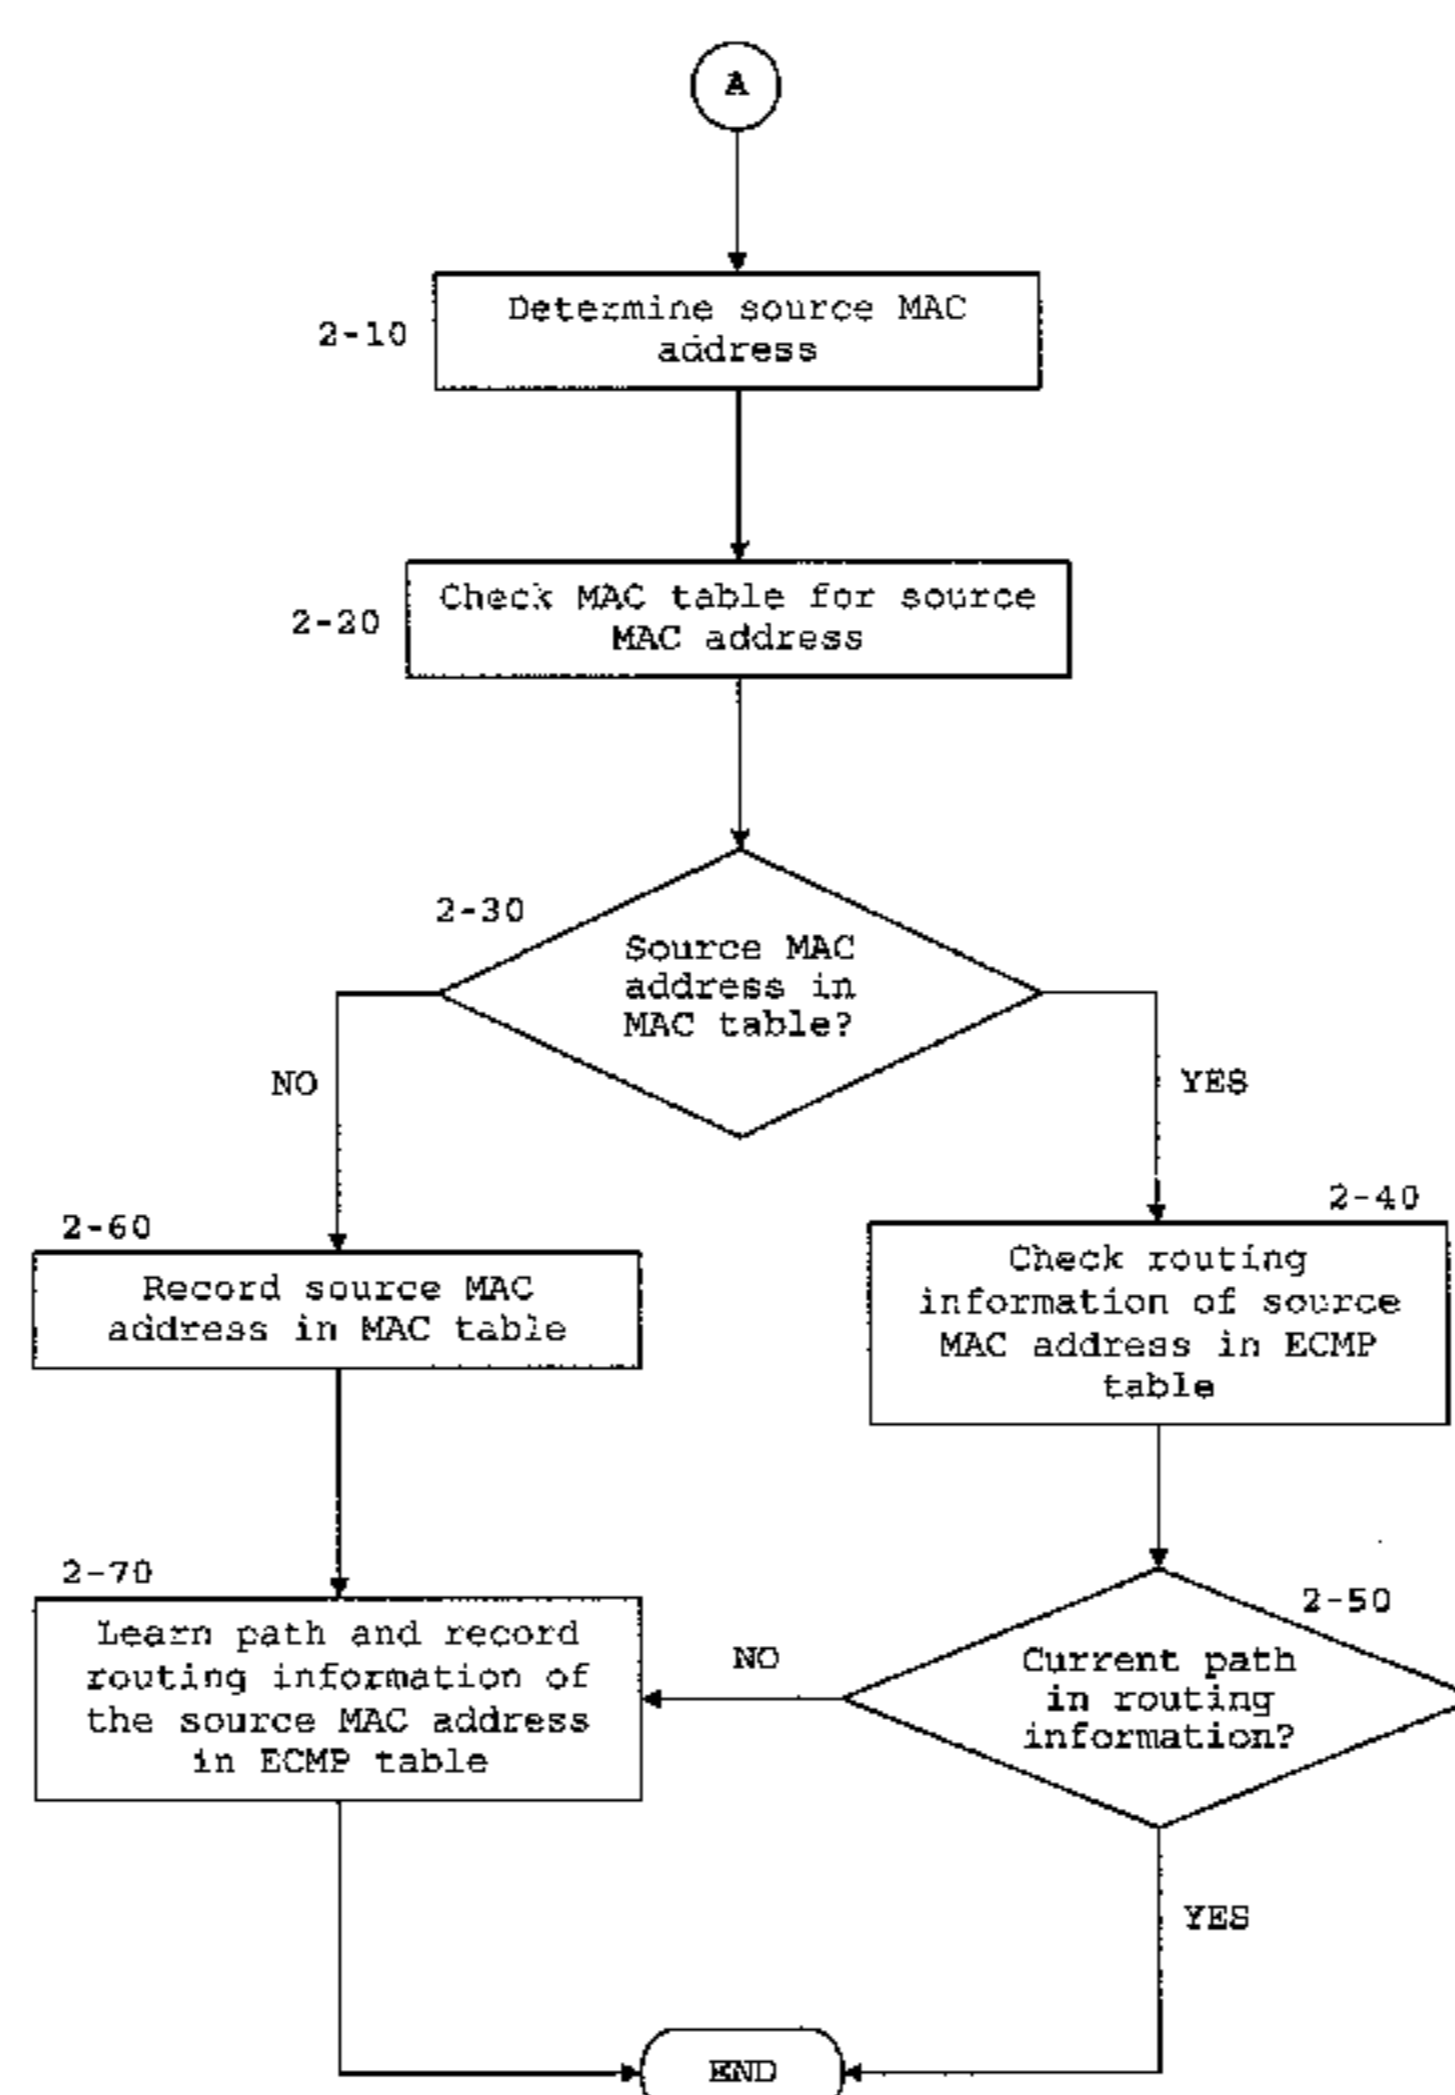 A
2-10
Determine source MAC
address
2-20
Check MAC table for source
MAC address
2-30
Source MAC
address in
MAC table?
NO
YES
2-60
Record source MAC
address in MAC table
2-40
Check routing
information of source
MAC address in ECMP
table
2-70
Learn path and record
routing information of
the source MAC address
in ECMP table
NO
2-50
Current path
in routing
information?
YES
END